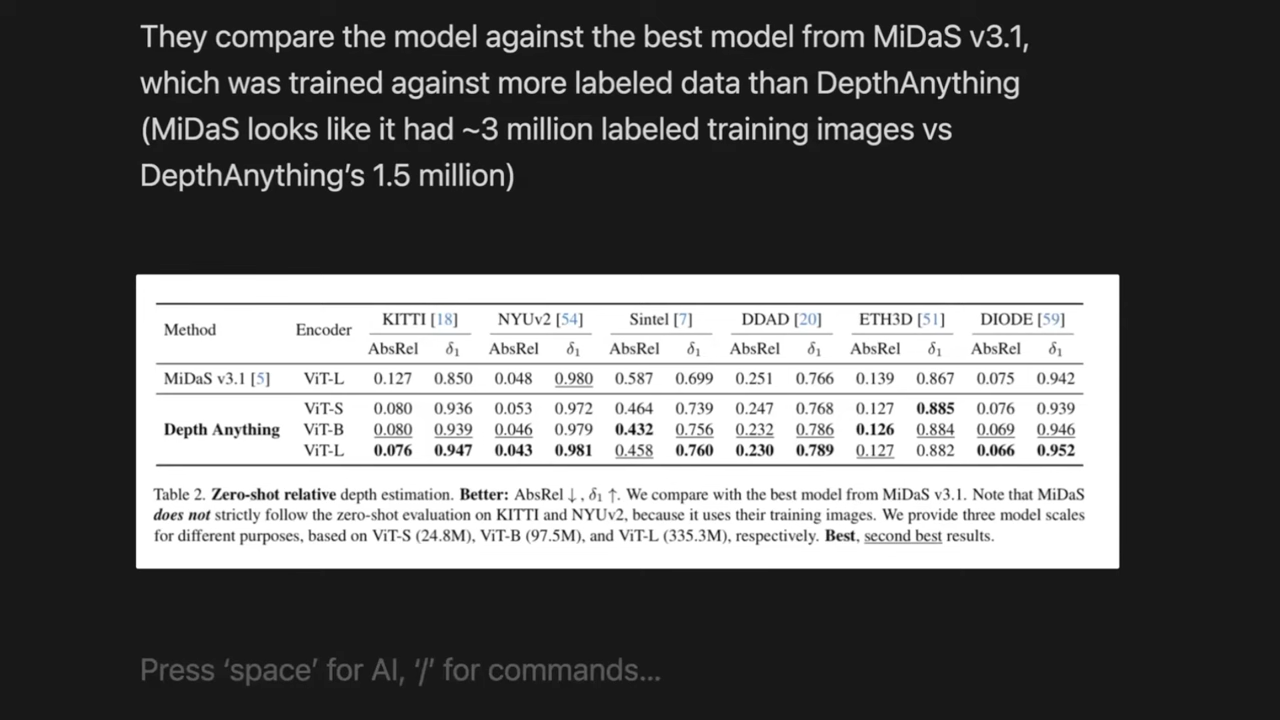 They compare the model against the best model from MiDaS v3.1,
which was trained against more labeled data than DepthAnything
(MiDaS looks like it had ~3 million labeled training images vs
DepthAnything’s 1.5 million)
Method Encoder KITTI [18] NYUv2 [54] Sintel [7] DDAD [20] ETH3D [51] DIODE [59]
AbsRel δ₁ AbsRel δ₁ AbsRel δ₁ AbsRel δ₁ AbsRel δ₁ AbsRel δ₁
MiDaS v3.1 [5] ViT-L 0.127 0.850 0.048 0.980 0.587 0.699 0.251 0.766 0.139 0.867 0.075 0.942
ViT-S 0.080 0.936 0.053 0.972 0.464 0.739 0.247 0.768 0.127 0.885 0.076 0.939
Depth Anything ViT-B 0.080 0.939 0.046 0.979 0.432 0.756 0.232 0.786 0.126 0.884 0.069 0.946
ViT-L 0.076 0.947 0.043 0.981 0.458 0.760 0.230 0.789 0.127 0.882 0.066 0.952
Table 2. Zero-shot relative depth estimation. Better: AbsRel ↓ , δ₁ ↑. We compare with the best model from MiDaS v3.1. Note that MiDaS
does not strictly follow the zero-shot evaluation on KITTI and NYUv2, because it uses their training images. We provide three model scales
for different purposes, based on ViT-S (24.8M), ViT-B (97.5M), and ViT-L (335.3M), respectively. Best, second best results.
Press ‘space’ for AI, ‘/’ for commands…